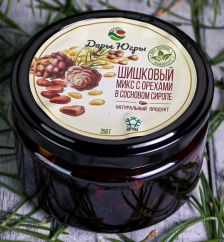 Дары Югры
ШИШКОВЫЙ
МИКС С ОРЕХАМИ
В СОСНОВОМ СИРОПЕ
НАТУРАЛЬНЫЙ ПРОДУКТ
250 Г